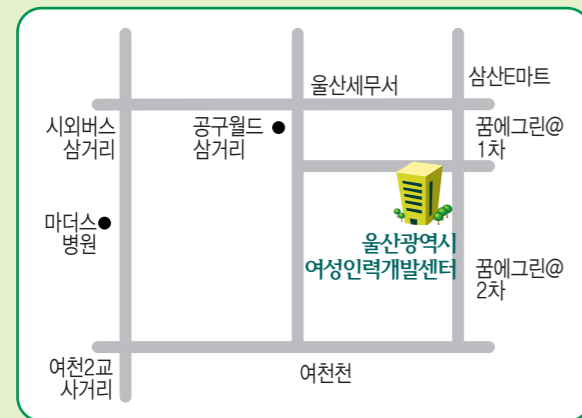 울산세무서
삼산E마트
시외버스
삼거리
공구월드
삼거리
꿈에그린@
1차
마더스
병원
울산광역시
여성인력개발센터
꿈에그린@
2차
여천2교
사거리
여천천